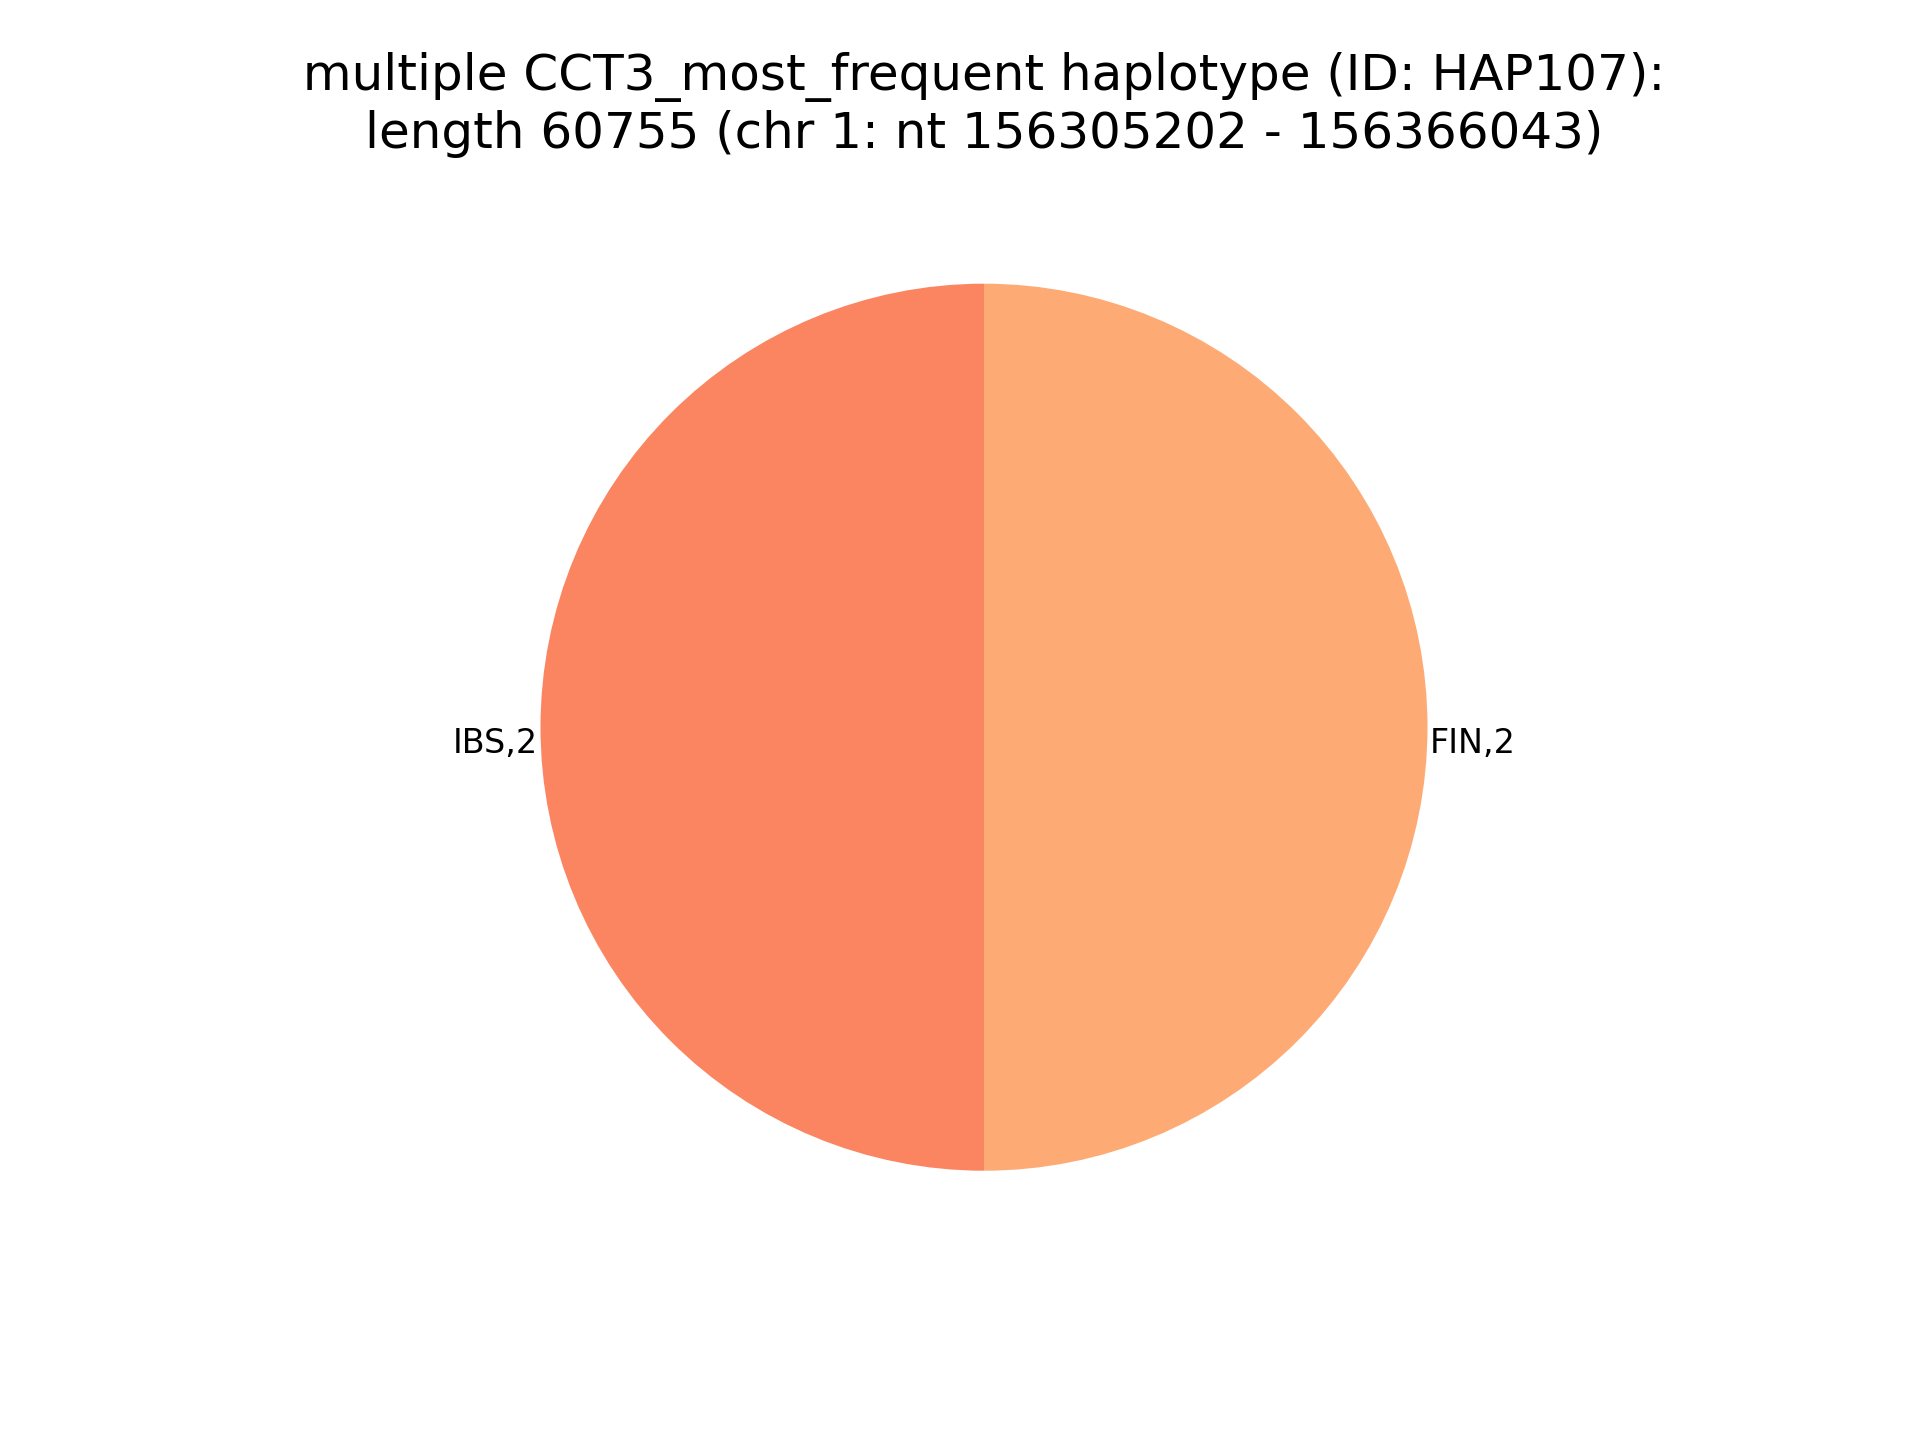 multiple CCT3_most_frequent haplotype (ID: HAP107):
length 60755 (chr 1: nt 156305202 - 156366043)
IBS,2
FIN,2